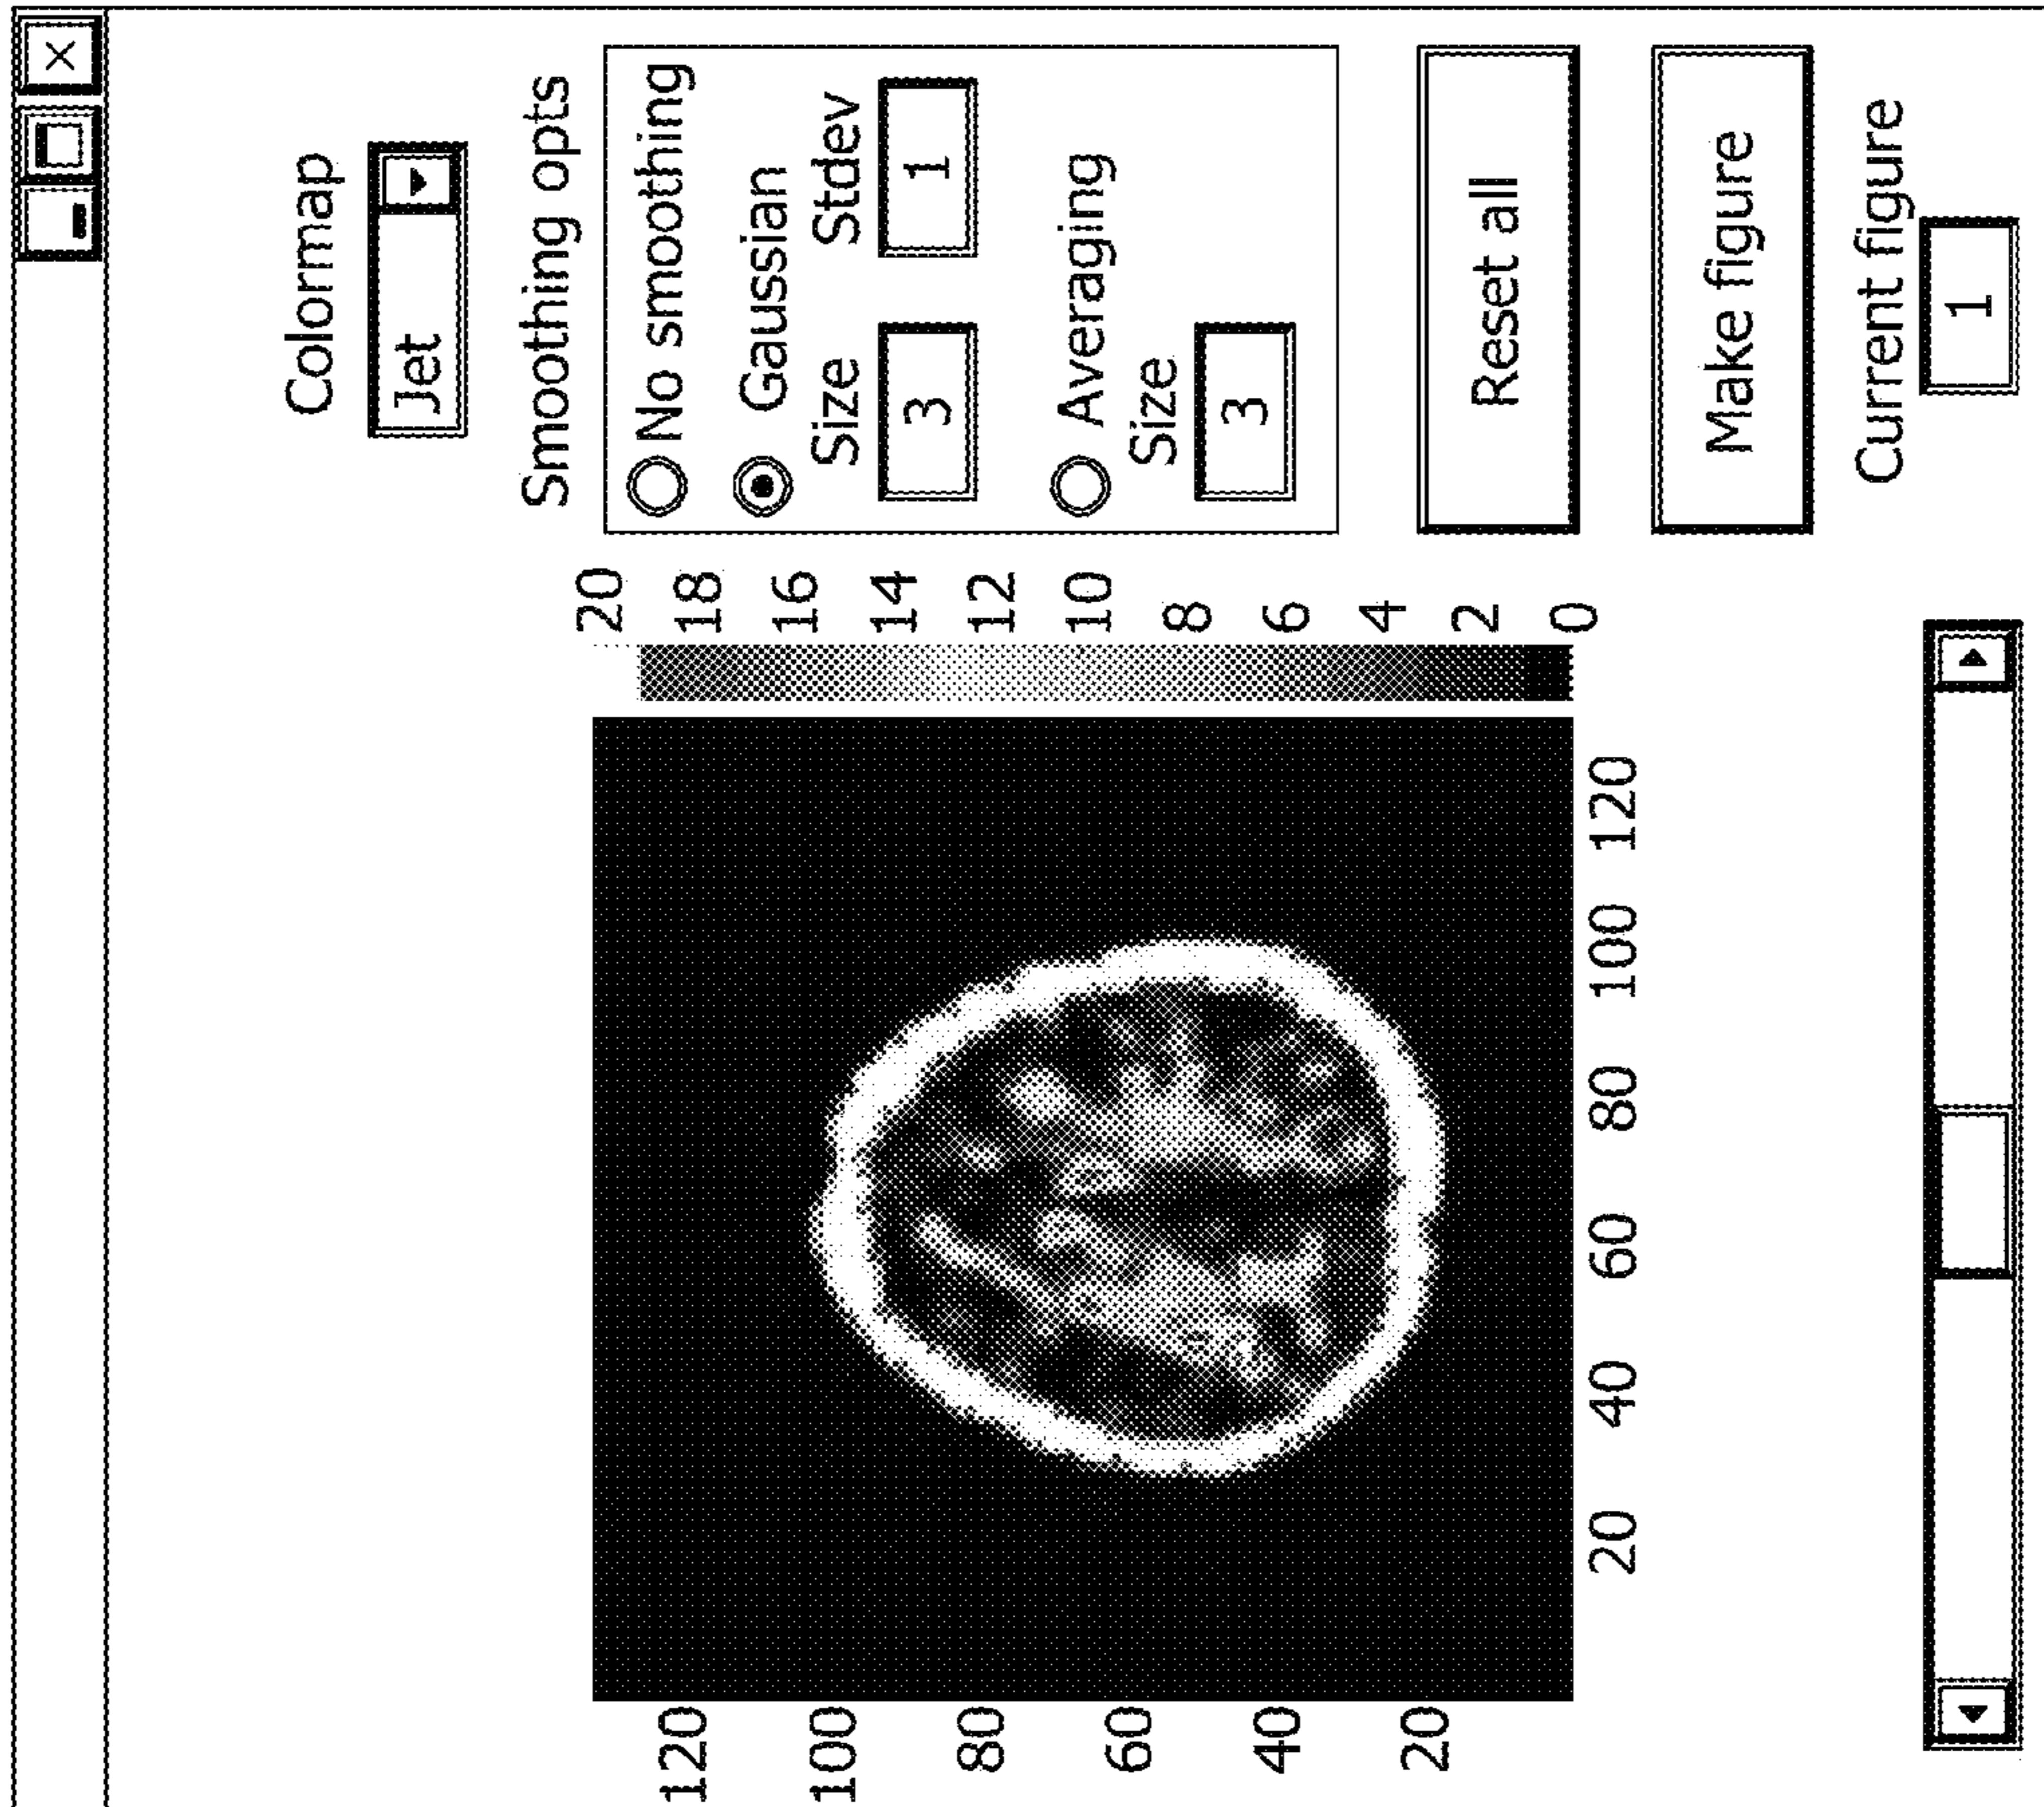 Colormap
Jet
Smoothing opts
No smoothing
Gaussian
Size Stdev
3 1
Averaging
Size
3
Reset all
Make figure
Current figure
1
20
18
16
14
12
10
8
6
4
2
0
120
100
80
60
40
20
20 40 60 80 100 120